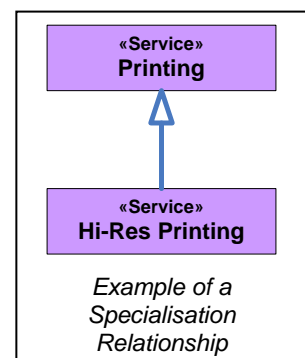 «Service»
Printing
«Service»
Hi-Res Printing
Example of a
Specialisation
Relationship